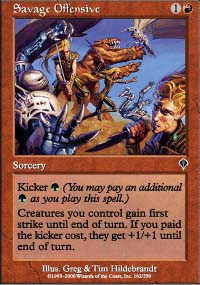 Savage Offensive 1
Sorcery
Kicker (You may pay an additional
as you play this spell.)
Creatures you control gain first
strike until end of turn. If you paid
the kicker cost, they get +1/+1 until
end of turn.
Illus. Greg & Tim Hildebrandt
©1993-2000 Wizards of the Coast, Inc. 162/350